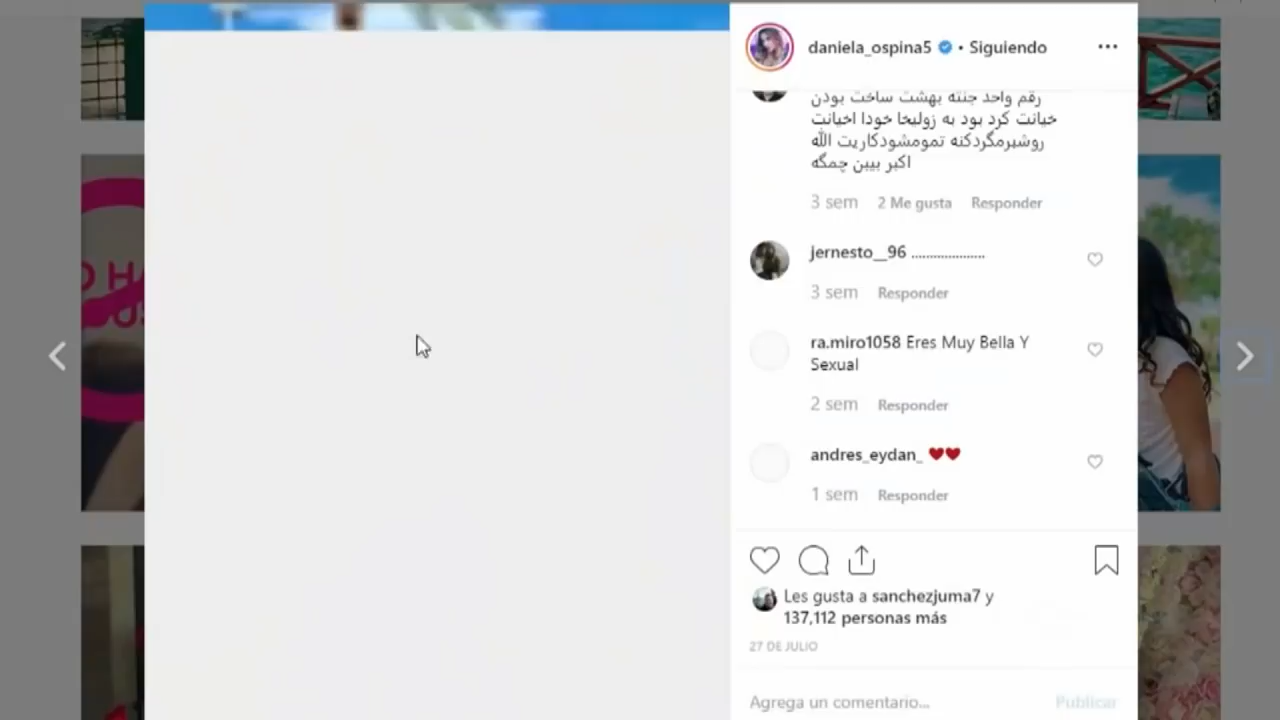 daniela_ospina5 • Siguiendo
رقم واحد جنته بهشت ساخت بودن
خیانت کرد بود به زولیخا خودا اخیانت
روشیرمگردکنه تمومشودکاریت الله
اکبر بیبن چمگه
3 sem 2 Me gusta Responder
jernesto__96 ....................
3 sem Responder
ra.miro1058 Eres Muy Bella Y
Sexual
2 sem Responder
andres_eydan_ ❤❤
1 sem Responder
Les gusta a sanchezjuma7 y
137,112 personas más
27 DE JULIO
Agrega un comentario... Publicar